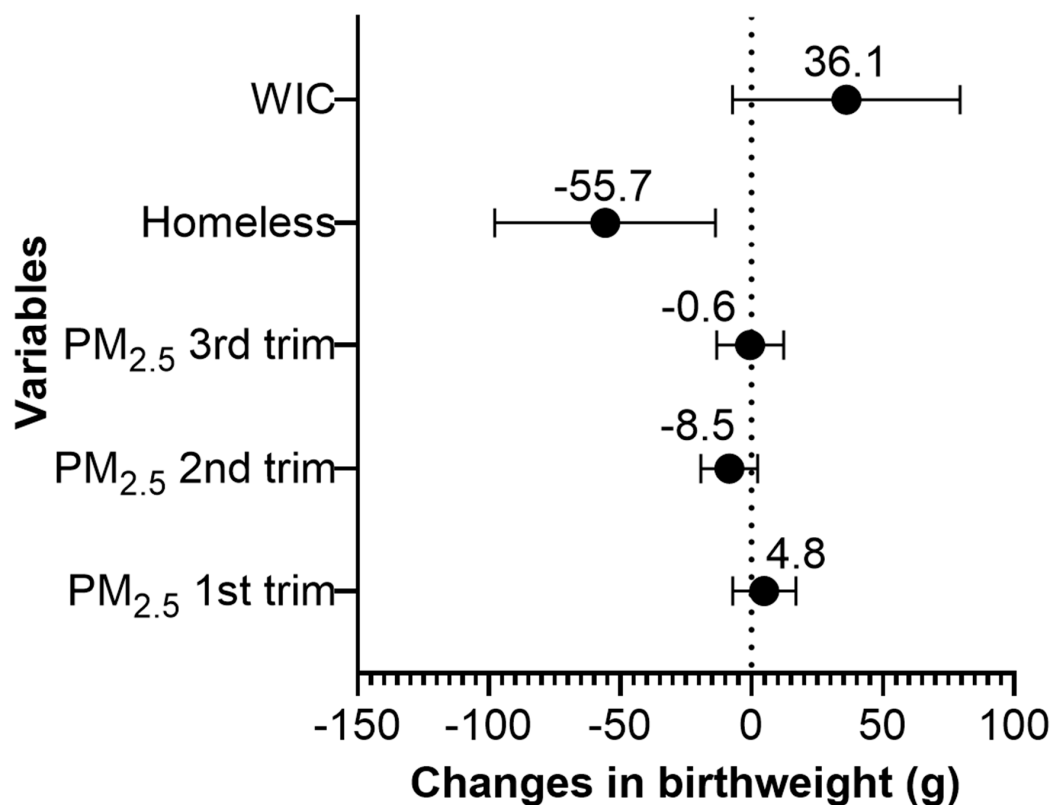 36.1
WIC
-55.7
Homeless
-0.6
PM2.5 3rd trim
-8.5
PM2.5 2nd trim
4.8
PM2.5 1st trim
Variables
-150 -100 -50 0 50 100
Changes in birthweight (g)